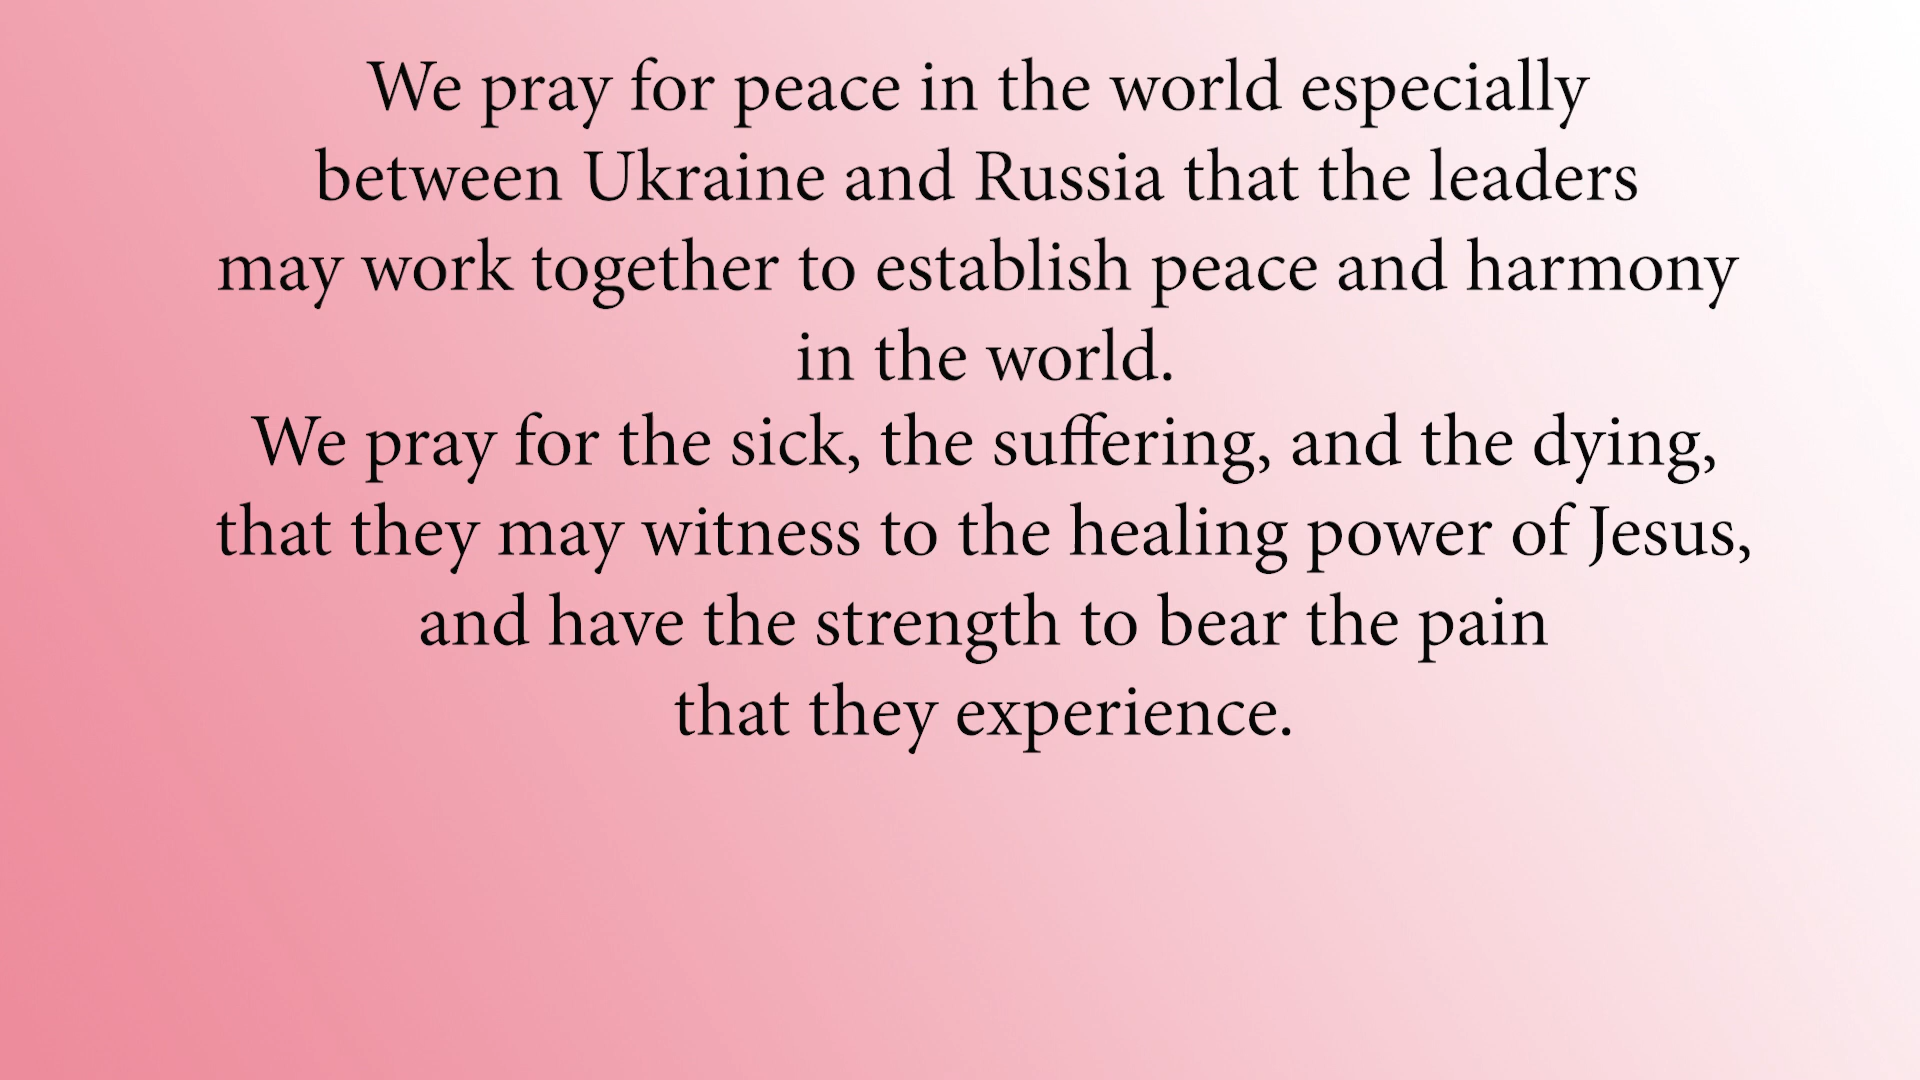 We pray for peace in the world especially
between Ukraine and Russia that the leaders
may work together to establish peace and harmony
in the world.
We pray for the sick, the suffering, and the dying,
that they may witness to the healing power of Jesus,
and have the strength to bear the pain
that they experience.